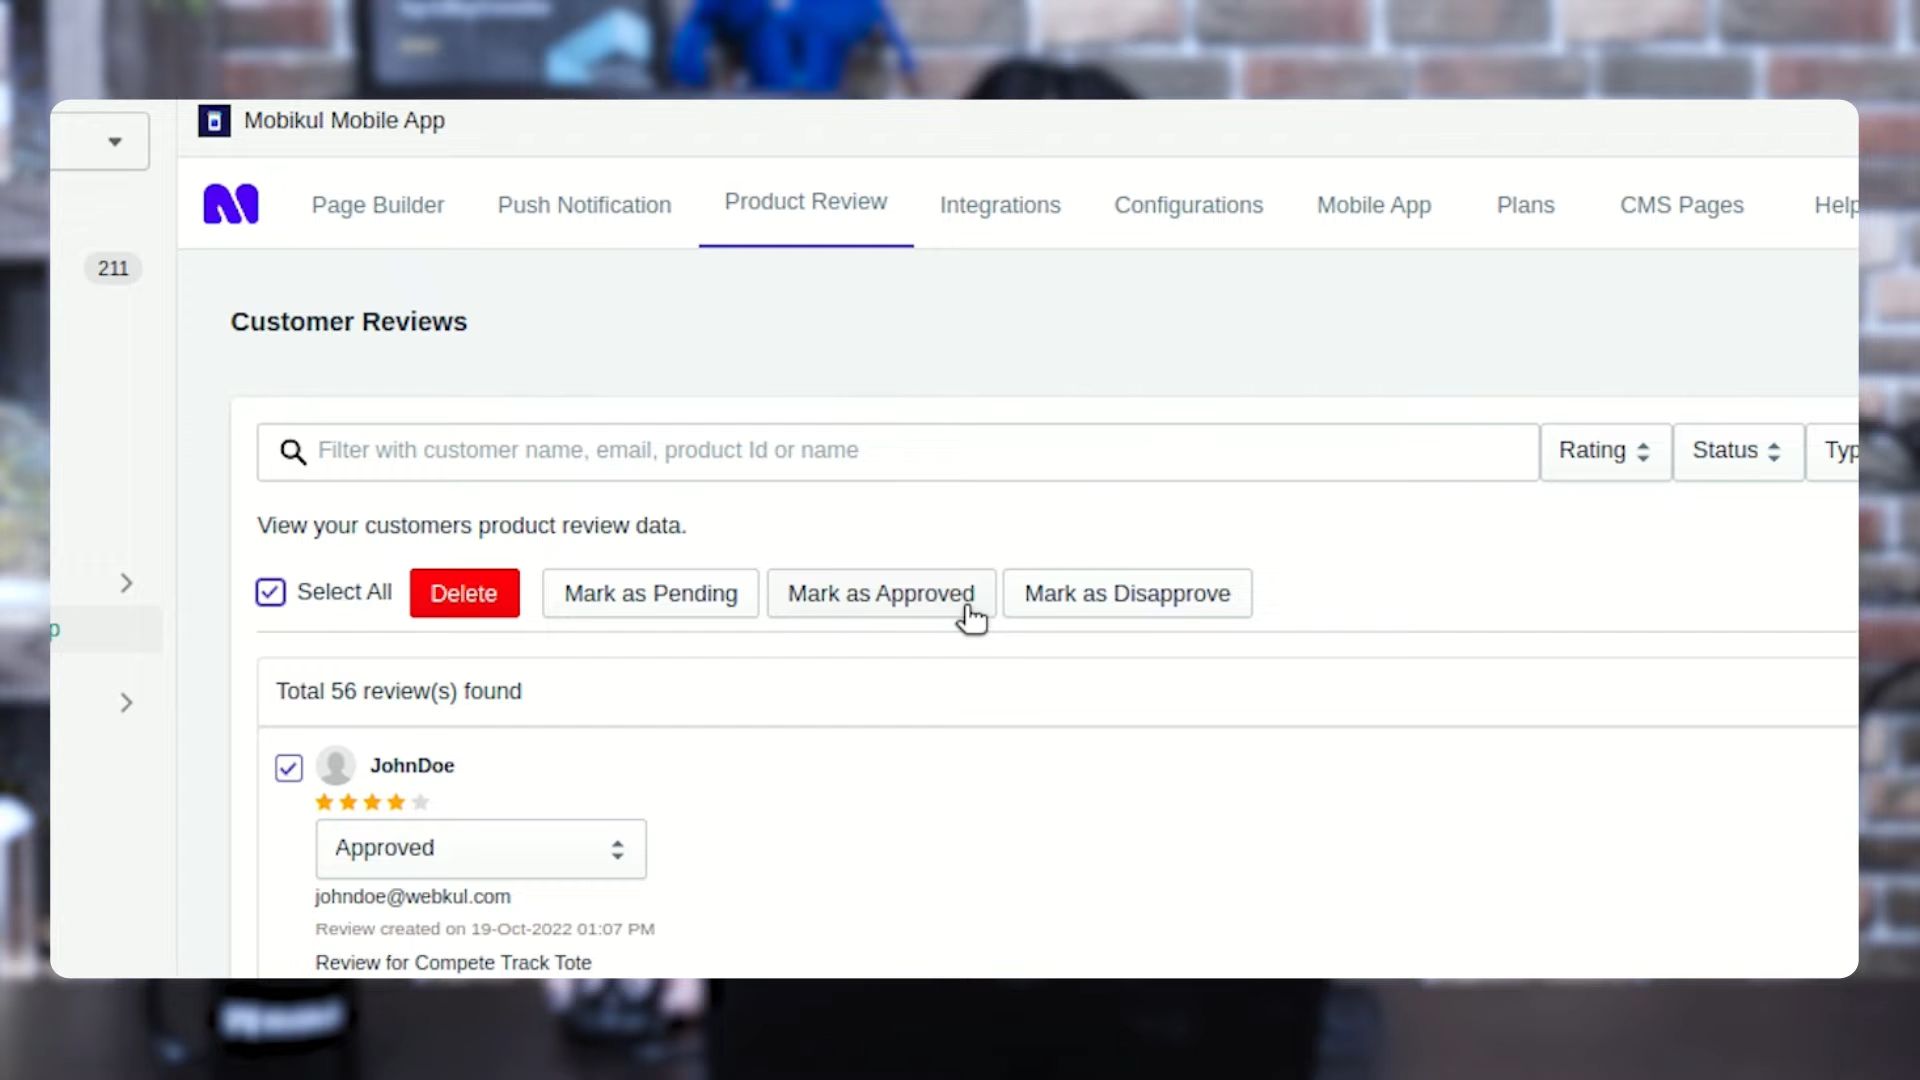 Mobikul Mobile App
Page Builder Push Notification Product Review Integrations Configurations Mobile App Plans CMS Pages Help
211
Customer Reviews
Filter with customer name, email, product Id or name Rating Status Typ
View your customers product review data.
Select All Delete Mark as Pending Mark as Approved Mark as Disapprove
p
Total 56 review(s) found
JohnDoe
Approved
johndoe@webkul.com
Review created on 19-Oct-2022 01:07 PM
Review for Compete Track Tote